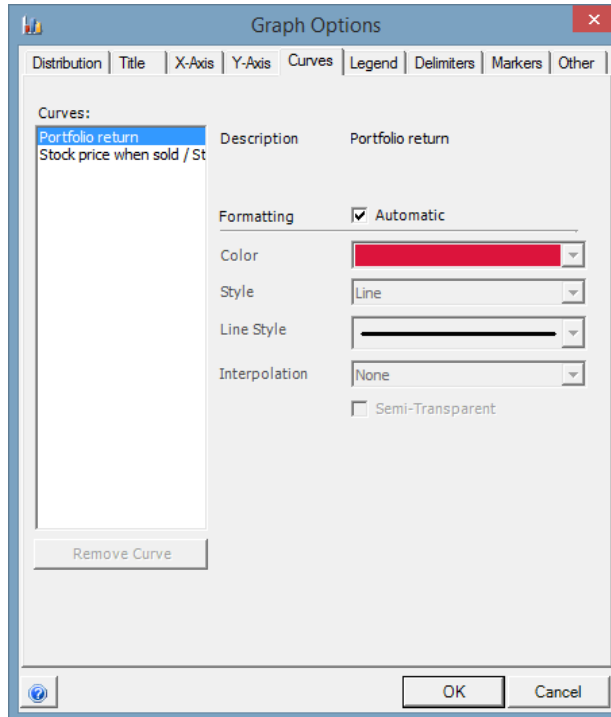 Graph Options
Distribution Title X-Axis Y-Axis Curves Legend Delimiters Markers Other
Curves:
Portfolio return
Stock price when sold / St
Description Portfolio return
Formatting Automatic
Color
Style Line
Line Style
Interpolation None
Semi-Transparent
Remove Curve
OK Cancel